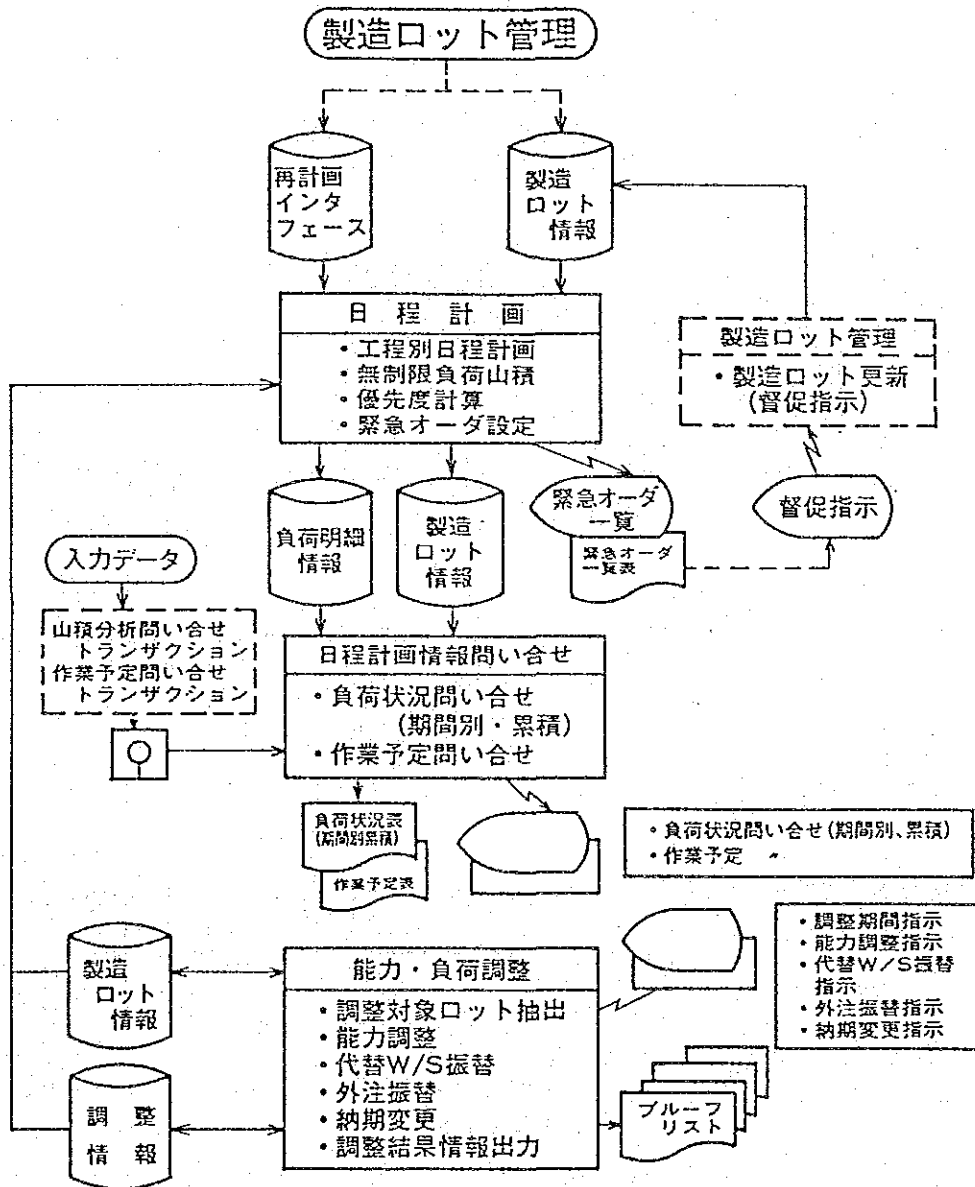 製造ロット管理
再計画
インタ
フェース
製造
ロット
情報
日程計画
・工程別日程計画
・無制限負荷山積
・優先度計算
・緊急オーダ設定
製造ロット管理
・製造ロット更新
(督促指示)
負荷明細
情報
製造
ロット
情報
緊急オーダ
一覧
緊急オーダ
一覧表
督促指示
入力データ
山積分析問い合せ
トランザクション
作業予定問い合せ
トランザクション
日程計画情報問い合せ
・負荷状況問い合せ
(期間別・累積)
・作業予定問い合せ
負荷状況表
(期間別累積)
作業予定表
・負荷状況問い合せ(期間別、累積)
・作業予定 〃
製造
ロット
情報
調整
情報
能力・負荷調整
・調整対象ロット抽出
・能力調整
・代替W/S振替
・外注振替
・納期変更
・調整結果情報出力
・調整期間指示
・能力調整指示
・代替W/S振替
指示
・外注振替指示
・納期変更指示
プルーフ
リスト